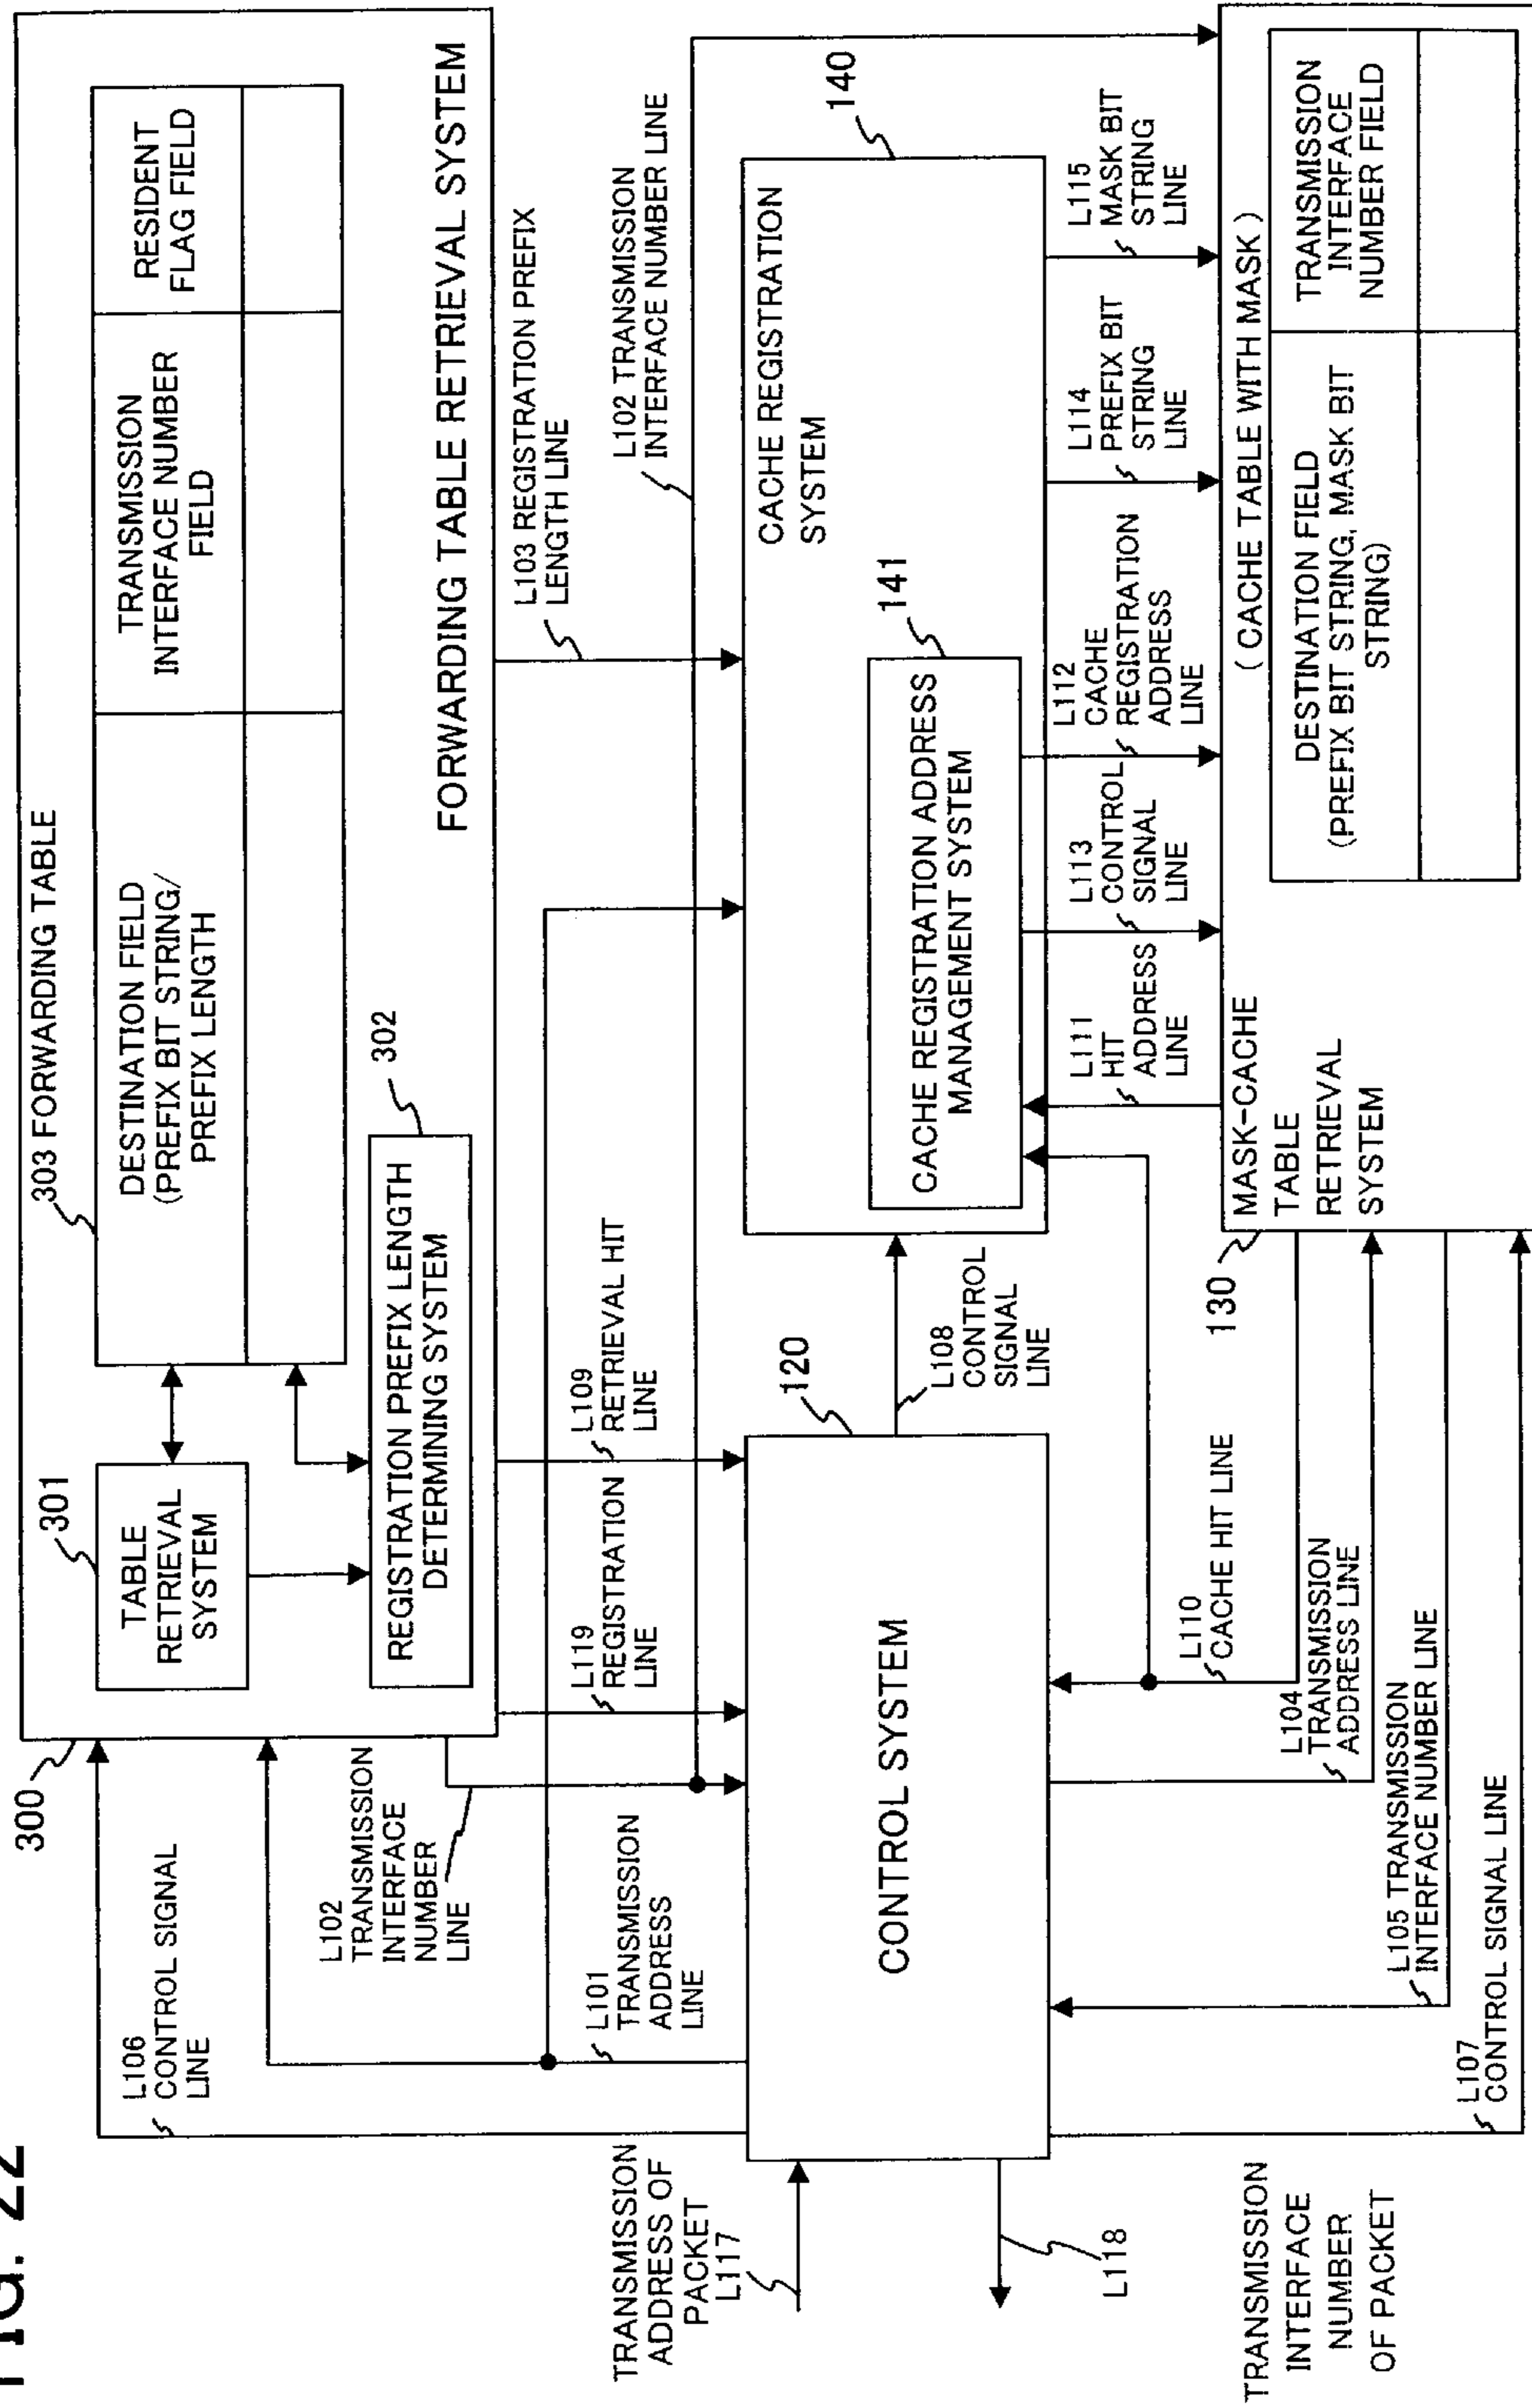 FIG. 22
300
L106
CONTROL SIGNAL
LINE
301
TABLE
RETRIEVAL
SYSTEM
303 FORWARDING TABLE
DESTINATION FIELD
(PREFIX BIT STRING/
PREFIX LENGTH
TRANSMISSION
INTERFACE NUMBER
FIELD
RESIDENT
FLAG FIELD
302
REGISTRATION PREFIX LENGTH
DETERMINING SYSTEM
FORWARDING TABLE RETRIEVAL SYSTEM
L102
TRANSMISSION
INTERFACE
NUMBER
LINE
L101
TRANSMISSION
ADDRESS
LINE
L119
REGISTRATION
LINE
L109
RETRIEVAL HIT
LINE
L103 REGISTRATION PREFIX
LENGTH LINE
L102 TRANSMISSION
INTERFACE NUMBER LINE
TRANSMISSION
ADDRESS OF
PACKET
L117
L118
TRANSMISSION
INTERFACE
NUMBER
OF PACKET
120
CONTROL SYSTEM
L108
CONTROL
SIGNAL
LINE
140
CACHE REGISTRATION
SYSTEM
141
CACHE REGISTRATION ADDRESS
MANAGEMENT SYSTEM
L111
HIT
ADDRESS
LINE
L113
CONTROL
SIGNAL
LINE
L112
CACHE
REGISTRATION
ADDRESS
LINE
L114
PREFIX BIT
STRING
LINE
L115
MASK BIT
STRING
LINE
L110
CACHE HIT LINE
L104
TRANSMISSION
ADDRESS LINE
L105 TRANSMISSION
INTERFACE NUMBER LINE
L107
CONTROL SIGNAL LINE
130
MASK-CACHE
TABLE
RETRIEVAL
SYSTEM
( CACHE TABLE WITH MASK )
DESTINATION FIELD
(PREFIX BIT STRING, MASK BIT
STRING)
TRANSMISSION
INTERFACE
NUMBER FIELD